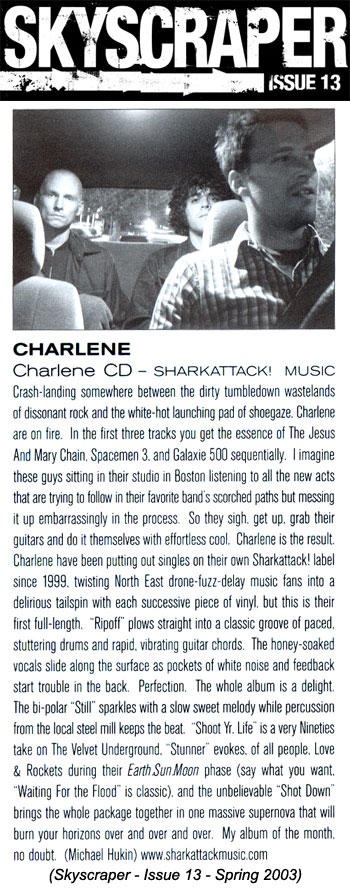 SKYSCRAPER
ISSUE 13
CHARLENE
Charlene CD – SHARKATTACK! MUSIC
Crash-landing somewhere between the dirty tumbledown wastelands
of dissonant rock and the white-hot launching pad of shoegaze, Charlene
are on fire. In the first three tracks you get the essence of The Jesus
And Mary Chain, Spacemen 3, and Galaxie 500 sequentially. I imagine
these guys sitting in their studio in Boston listening to all the new acts
that are trying to follow in their favorite band's scorched paths but messing
it up embarrassingly in the process. So they sigh, get up, grab their
guitars and do it themselves with effortless cool. Charlene is the result.
Charlene have been putting out singles on their own Sharkattack! label
since 1999, twisting North East drone-fuzz-delay music fans into a
delirious tailspin with each successive piece of vinyl, but this is their
first full-length. "Ripoff" plows straight into a classic groove of paced,
stuttering drums and rapid, vibrating guitar chords. The honey-soaked
vocals slide along the surface as pockets of white noise and feedback
start trouble in the back. Perfection. The whole album is a delight.
The bi-polar "Still" sparkles with a slow sweet melody while percussion
from the local steel mill keeps the beat. "Shoot Yr. Life" is a very Nineties
take on The Velvet Underground, "Stunner" evokes, of all people, Love
& Rockets during their Earth Sun Moon phase (say what you want,
"Waiting For the Flood" is classic), and the unbelievable "Shot Down"
brings the whole package together in one massive supernova that will
burn your horizons over and over and over. My album of the month,
no doubt. (Michael Hukin) www.sharkattackmusic.com
(Skyscraper - Issue 13 - Spring 2003)